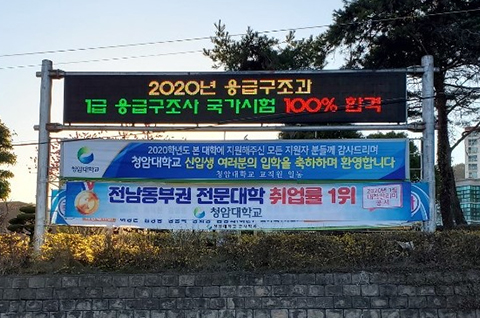 2020년 응급구조과
1급 응급구조사 국가시험 100% 합격
2020학년도 본 대학에 지원해주신 모든 지원자 분들께 감사드리며
청암대학교 신입생 여러분의 입학을 축하하며 환영합니다
청암대학교 교직원 일동
전남동부권 전문대학 취업률 1위
청암대학교